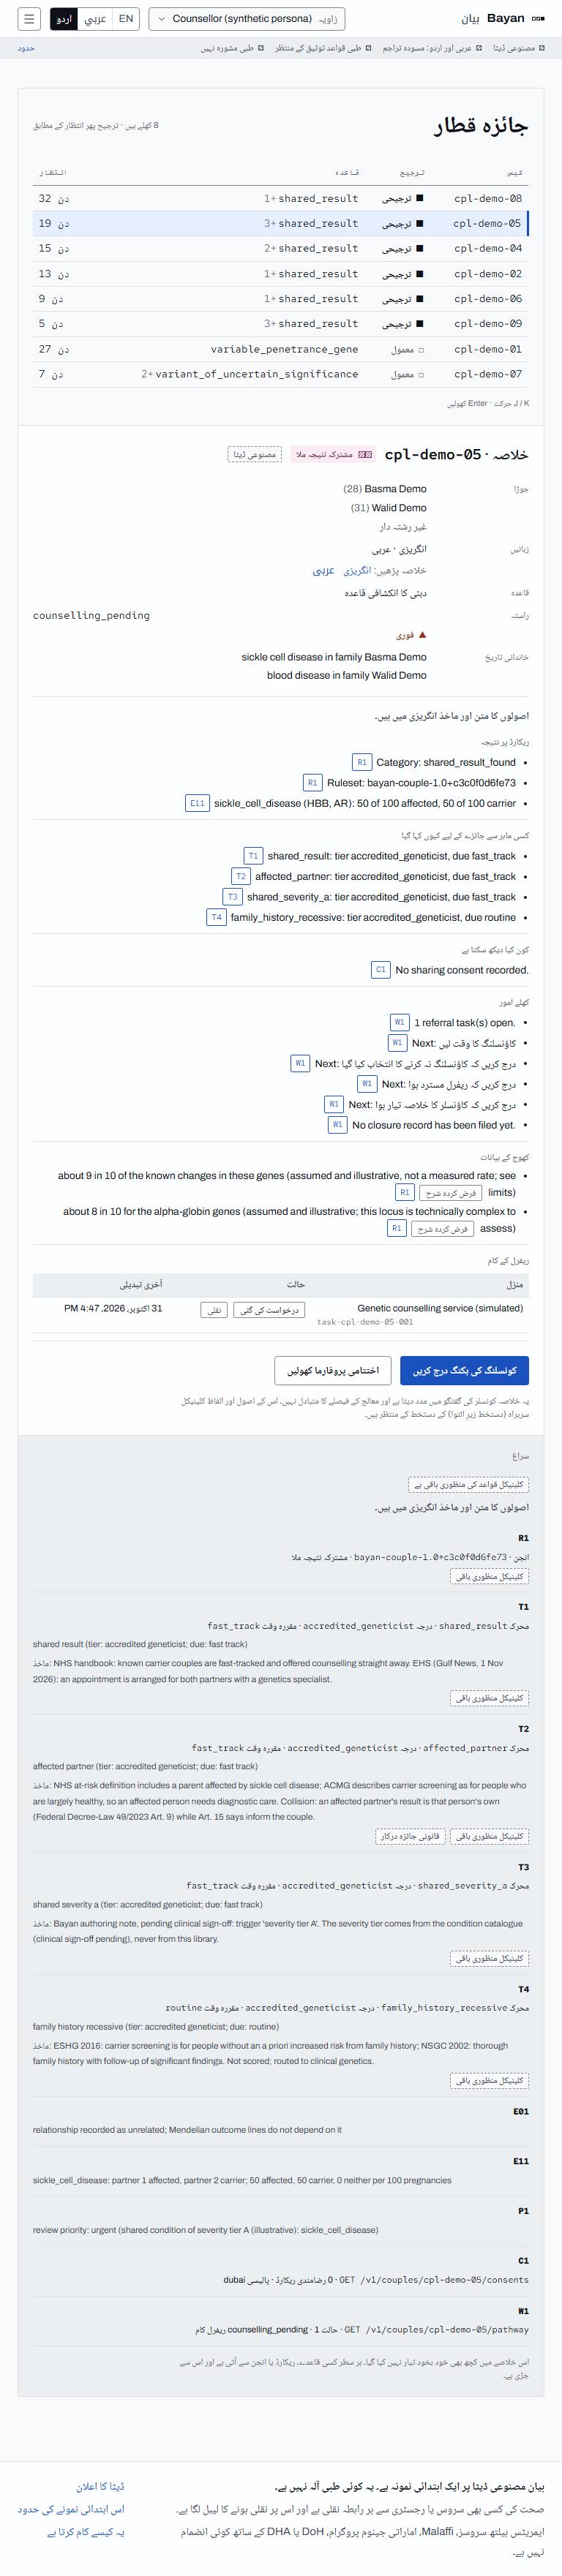 Bayan بيان
زاویہ Counsellor (synthetic persona)
EN عربي اردو
مصنوعی ڈیٹا
عربی اور اردو: مسودہ تراجم
طبی قواعد توثیق کے منتظر
طبی مشورہ نہیں
حدود
جائزہ قطار
8 کھلے ہیں · ترجیح پھر انتظار کے مطابق
کیس ترجیح قاعدہ انتظار
cpl-demo-08 ترجیحی shared_result +1 32 دن
cpl-demo-05 ترجیحی shared_result +3 19 دن
cpl-demo-04 ترجیحی shared_result +2 15 دن
cpl-demo-02 ترجیحی shared_result +1 13 دن
cpl-demo-06 ترجیحی shared_result +1 9 دن
cpl-demo-09 ترجیحی shared_result +3 5 دن
cpl-demo-01 معمول variable_penetrance_gene 27 دن
cpl-demo-07 معمول variant_of_uncertain_significance +2 7 دن
J / K حرکت · Enter کھولیں
خلاصہ · cpl-demo-05 مشترکہ نتیجہ ملا مصنوعی ڈیٹا
جوڑا
Basma Demo (28)
Walid Demo (31)
غیر رشتہ دار
زبانیں
انگریزی · عربی
خلاصہ پڑھیں: انگریزی عربی
قاعدہ
دبئی کا انکشافی قاعدہ
راستہ
counselling_pending
▲ فوری
خاندانی تاریخ
sickle cell disease in family Basma Demo
blood disease in family Walid Demo
اصولوں کا متن اور ماخذ انگریزی میں ہیں۔
ریکارڈ پر نتیجہ
Category: shared_result_found R1
Ruleset: bayan-couple-1.0+c3c0f0d6fe73 R1
sickle_cell_disease (HBB, AR): 50 of 100 affected, 50 of 100 carrier E11
کسی ماہر سے جائزے کے لیے کیوں کہا گیا
shared_result: tier accredited_geneticist, due fast_track T1
affected_partner: tier accredited_geneticist, due fast_track T2
shared_severity_a: tier accredited_geneticist, due fast_track T3
family_history_recessive: tier accredited_geneticist, due routine T4
کون کیا دیکھ سکتا ہے
No sharing consent recorded. C1
کھلے امور
1 referral task(s) open. W1
Next: کاؤنسلنگ کا وقت لیں W1
Next: درج کریں کہ کاؤنسلنگ نہ کرنے کا انتخاب کیا گیا W1
Next: درج کریں کہ ریفرل مسترد ہوا W1
Next: درج کریں کہ کاؤنسلر کا خلاصہ تیار ہوا W1
No closure record has been filed yet. W1
کھوج کے بیانات
about 9 in 10 of the known changes in these genes (assumed and illustrative, not a measured rate; see
limits) فرض کردہ شرح R1
about 8 in 10 for the alpha-globin genes (assumed and illustrative; this locus is technically complex to
assess) فرض کردہ شرح R1
ریفرل کے کام
منزل حالت آخری تبدیلی
Genetic counselling service (simulated) درخواست کی گئی نقلی 31 اکتوبر، 2026, 4:47 PM
task-cpl-demo-05-001
کونسلنگ کی بکنگ درج کریں
اختتامی پروفارما کھولیں
یہ خلاصہ کونسلر کی گفتگو میں مدد دیتا ہے اور معالج کے فیصلے کا متبادل نہیں۔ اس کے اصول اور الفاظ کلینیکل
سربراہ (دستخط زیرِ التوا) کے دستخط کے منتظر ہیں۔
سراغ
کلینیکل قواعد کی منظوری باقی ہے
اصولوں کا متن اور ماخذ انگریزی میں ہیں۔
R1
انجن · bayan-couple-1.0+c3c0f0d6fe73 · مشترکہ نتیجہ ملا
کلینیکل منظوری باقی
T1
محرک shared_result · درجہ accredited_geneticist · مقررہ وقت fast_track
shared result (tier: accredited geneticist; due: fast track)
ماخذ: NHS handbook: known carrier couples are fast-tracked and offered counselling straight away. EHS (Gulf News, 1 Nov
2026): an appointment is arranged for both partners with a genetics specialist.
کلینیکل منظوری باقی
T2
محرک affected_partner · درجہ accredited_geneticist · مقررہ وقت fast_track
affected partner (tier: accredited geneticist; due: fast track)
ماخذ: NHS at-risk definition includes a parent affected by sickle cell disease; ACMG describes carrier screening as for people who
are largely healthy, so an affected person needs diagnostic care. Collision: an affected partner's result is that person's own
(Federal Decree-Law 49/2023 Art. 9) while Art. 15 says inform the couple.
کلینیکل منظوری باقی قانونی جائزہ درکار
T3
محرک shared_severity_a · درجہ accredited_geneticist · مقررہ وقت fast_track
shared severity a (tier: accredited geneticist; due: fast track)
ماخذ: Bayan authoring note, pending clinical sign-off: trigger 'severity tier A'. The severity tier comes from the condition catalogue
(clinical sign-off pending), never from this library.
کلینیکل منظوری باقی
T4
محرک family_history_recessive · درجہ accredited_geneticist · مقررہ وقت routine
family history recessive (tier: accredited geneticist; due: routine)
ماخذ: ESHG 2016: carrier screening is for people without an a priori increased risk from family history; NSGC 2002: thorough
family history with follow-up of significant findings. Not scored; routed to clinical genetics.
کلینیکل منظوری باقی
E01
relationship recorded as unrelated; Mendelian outcome lines do not depend on it
E11
sickle_cell_disease: partner 1 affected, partner 2 carrier; 50 affected, 50 carrier, 0 neither per 100 pregnancies
P1
review priority: urgent (shared condition of severity tier A (illustrative): sickle_cell_disease)
C1
GET /v1/couples/cpl-demo-05/consents · 0 رضامندی ریکارڈ · پالیسی dubai
W1
GET /v1/couples/cpl-demo-05/pathway · حالت counselling_pending · 1 ریفرل کام
اس خلاصے میں کچھ بھی خود بخود تیار نہیں کیا گیا۔ ہر سطر کسی قاعدے، ریکارڈ یا انجن سے آتی ہے اور اس سے
جڑی ہے۔
بیان مصنوعی ڈیٹا پر ایک ابتدائی نمونہ ہے۔ یہ کوئی طبی آلہ نہیں ہے۔
صحت کی کسی بھی سروس یا رجسٹری سے ہر رابطہ نقلی ہے اور اس پر نقلی ہونے کا لیبل لگا ہے۔
ایمریٹس ہیلتھ سروسز، Malaffi، اماراتی جینوم پروگرام، DoH یا DHA کے ساتھ کوئی انضمام
نہیں ہے۔
ڈیٹا کا اعلان
اس ابتدائی نمونے کی حدود
یہ کیسے کام کرتا ہے